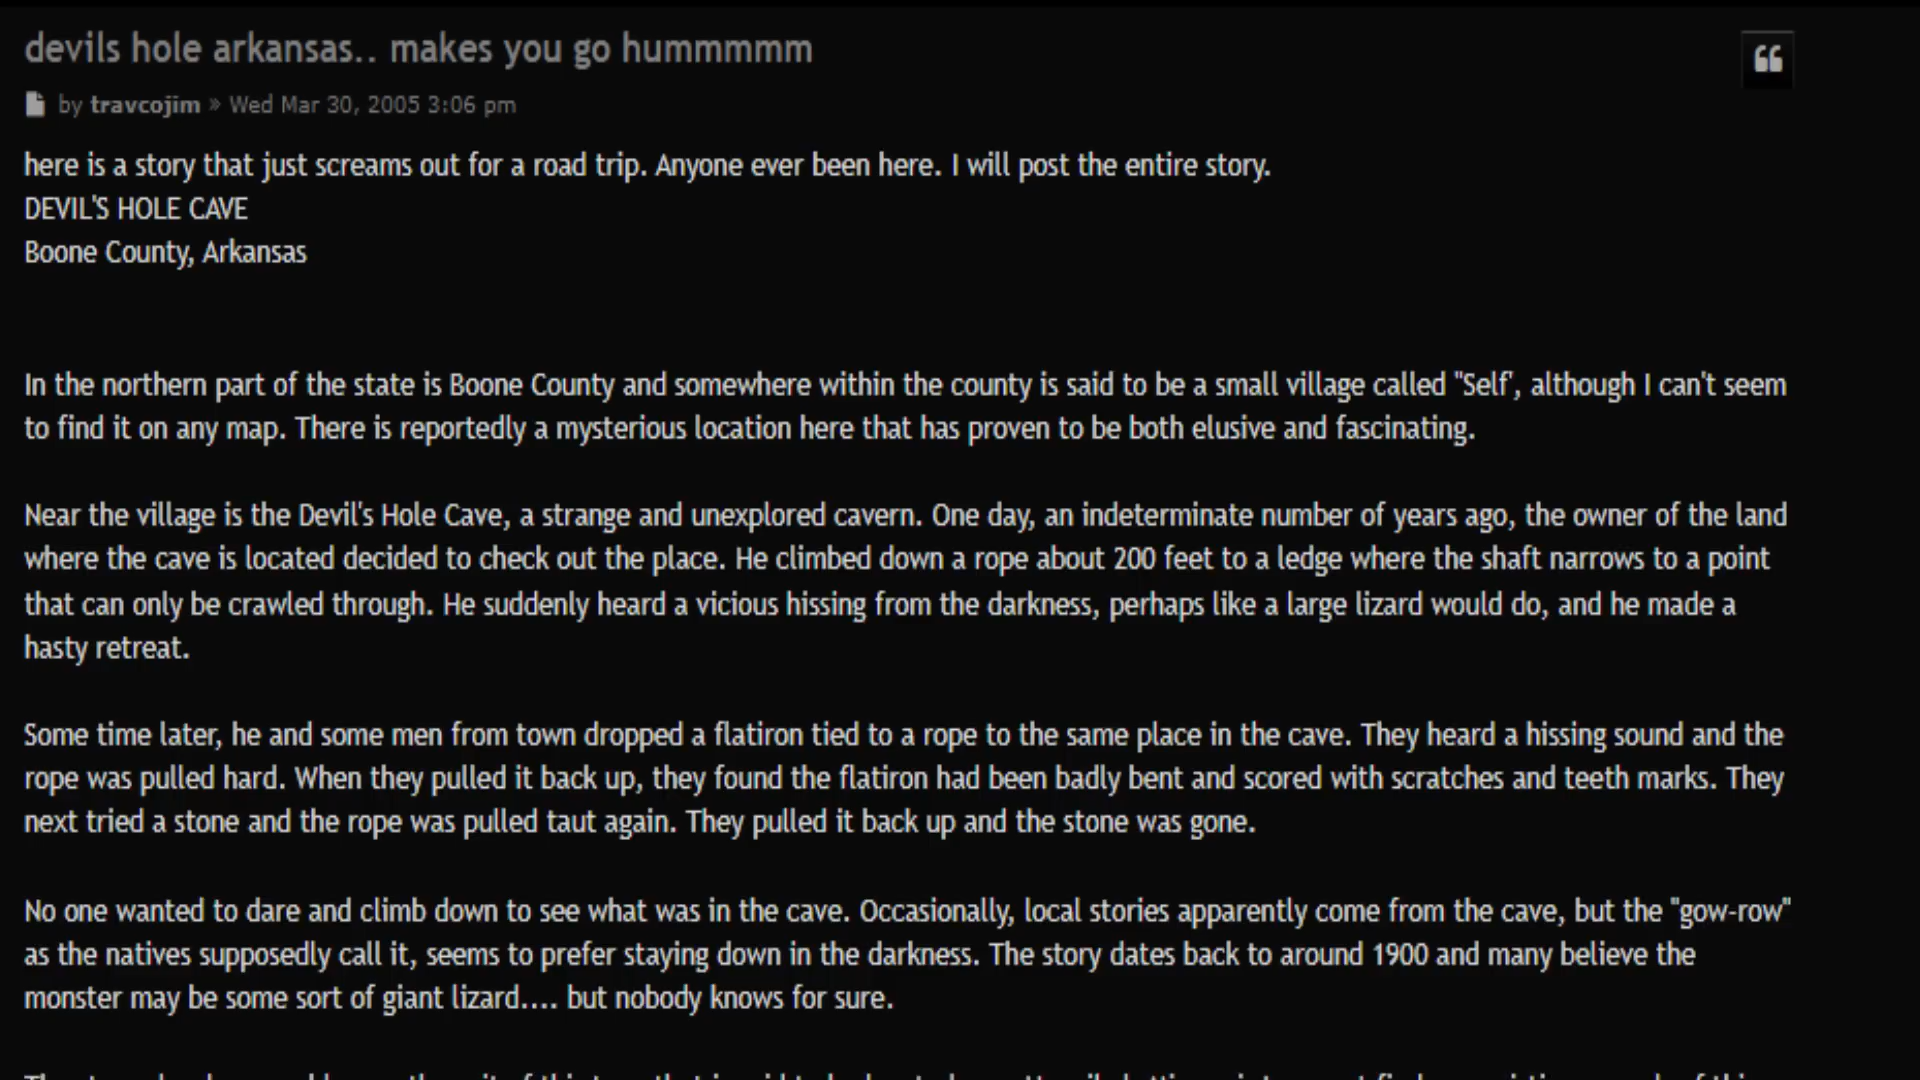 devils hole arkansas.. makes you go hummmmm
by travcojim » Wed Mar 30, 2005 3:06 pm
here is a story that just screams out for a road trip. Anyone ever been here. I will post the entire story.
DEVIL'S HOLE CAVE
Boone County, Arkansas
In the northern part of the state is Boone County and somewhere within the county is said to be a small village called "Self', although I can't seem
to find it on any map. There is reportedly a mysterious location here that has proven to be both elusive and fascinating.
Near the village is the Devil's Hole Cave, a strange and unexplored cavern. One day, an indeterminate number of years ago, the owner of the land
where the cave is located decided to check out the place. He climbed down a rope about 200 feet to a ledge where the shaft narrows to a point
that can only be crawled through. He suddenly heard a vicious hissing from the darkness, perhaps like a large lizard would do, and he made a
hasty retreat.
Some time later, he and some men from town dropped a flatiron tied to a rope to the same place in the cave. They heard a hissing sound and the
rope was pulled hard. When they pulled it back up, they found the flatiron had been badly bent and scored with scratches and teeth marks. They
next tried a stone and the rope was pulled taut again. They pulled it back up and the stone was gone.
No one wanted to dare and climb down to see what was in the cave. Occasionally, local stories apparently come from the cave, but the "gow-row"
as the natives supposedly call it, seems to prefer staying down in the darkness. The story dates back to around 1900 and many believe the
monster may be some sort of giant lizard.... but nobody knows for sure.